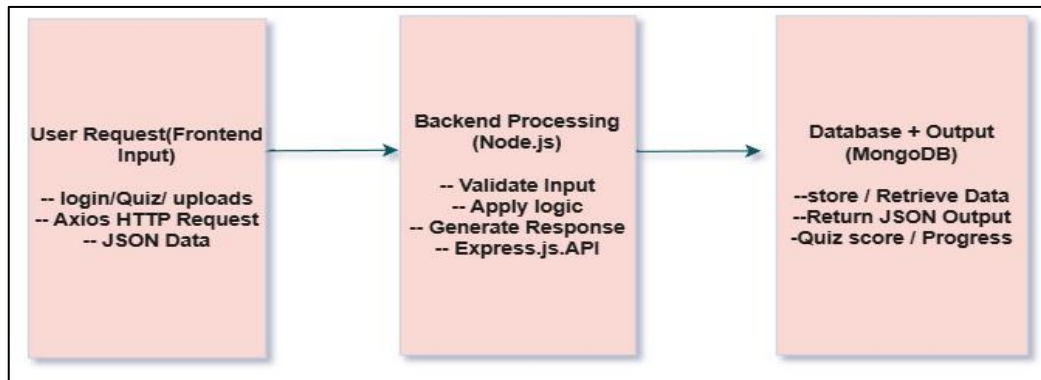 User Request(Frontend
Input)
-- login/Quiz/ uploads
-- Axios HTTP Request
-- JSON Data
Backend Processing
(Node.js)
-- Validate Input
-- Apply logic
-- Generate Response
-- Express.js.API
Database + Output
(MongoDB)
--store / Retrieve Data
--Return JSON Output
-Quiz score / Progress